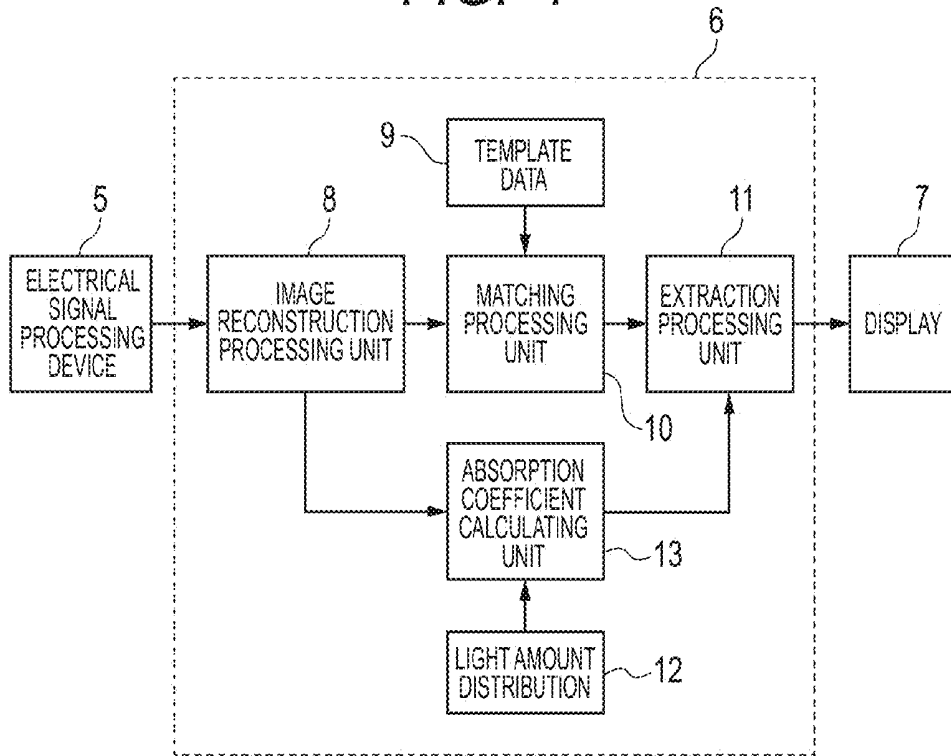 FIG.
6
9
TEMPLATE
DATA
5
8
11
7
ELECTRICAL
SIGNAL
PROCESSING
DEVICE
IMAGE
RECONSTRUCTION
PROCESSING UNIT
MATCHING
PROCESSING
UNIT
EXTRACTION
PROCESSING
UNIT
DISPLAY
10
ABSORPTION
COEFFICIENT
CALCULATING
UNIT
13
LIGHT AMOUNT
DISTRIBUTION
12